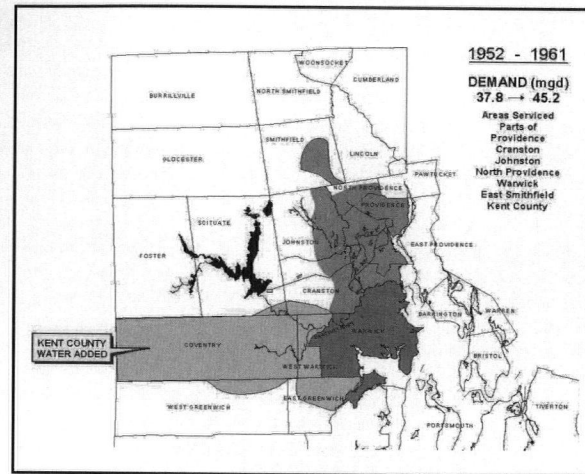 1952 - 1961
DEMAND (mgd)
37.8 → 45.2
Areas Serviced
Parts of
Providence
Cranston
Johnston
North Providence
Warwick
East Smithfield
Kent County
WOONSOCKET
CUMBERLAND
BURRILLVILLE
NORTH SMITHFIELD
SMITHFIELD
GLOCESTER
LINCOLN
PAWTUCKET
NORTH PROVIDENCE
PROVIDENCE
SCITUATE
JOHNSTON
EAST PROVIDENCE
FOSTER
CRANSTON
BARRINGTON
WARREN
KENT COUNTY
WATER ADDED
COVENTRY
WARWICK
BRISTOL
WEST WARWICK
EAST GREENWICH
WEST GREENWICH
TIVERTON
PORTSMOUTH